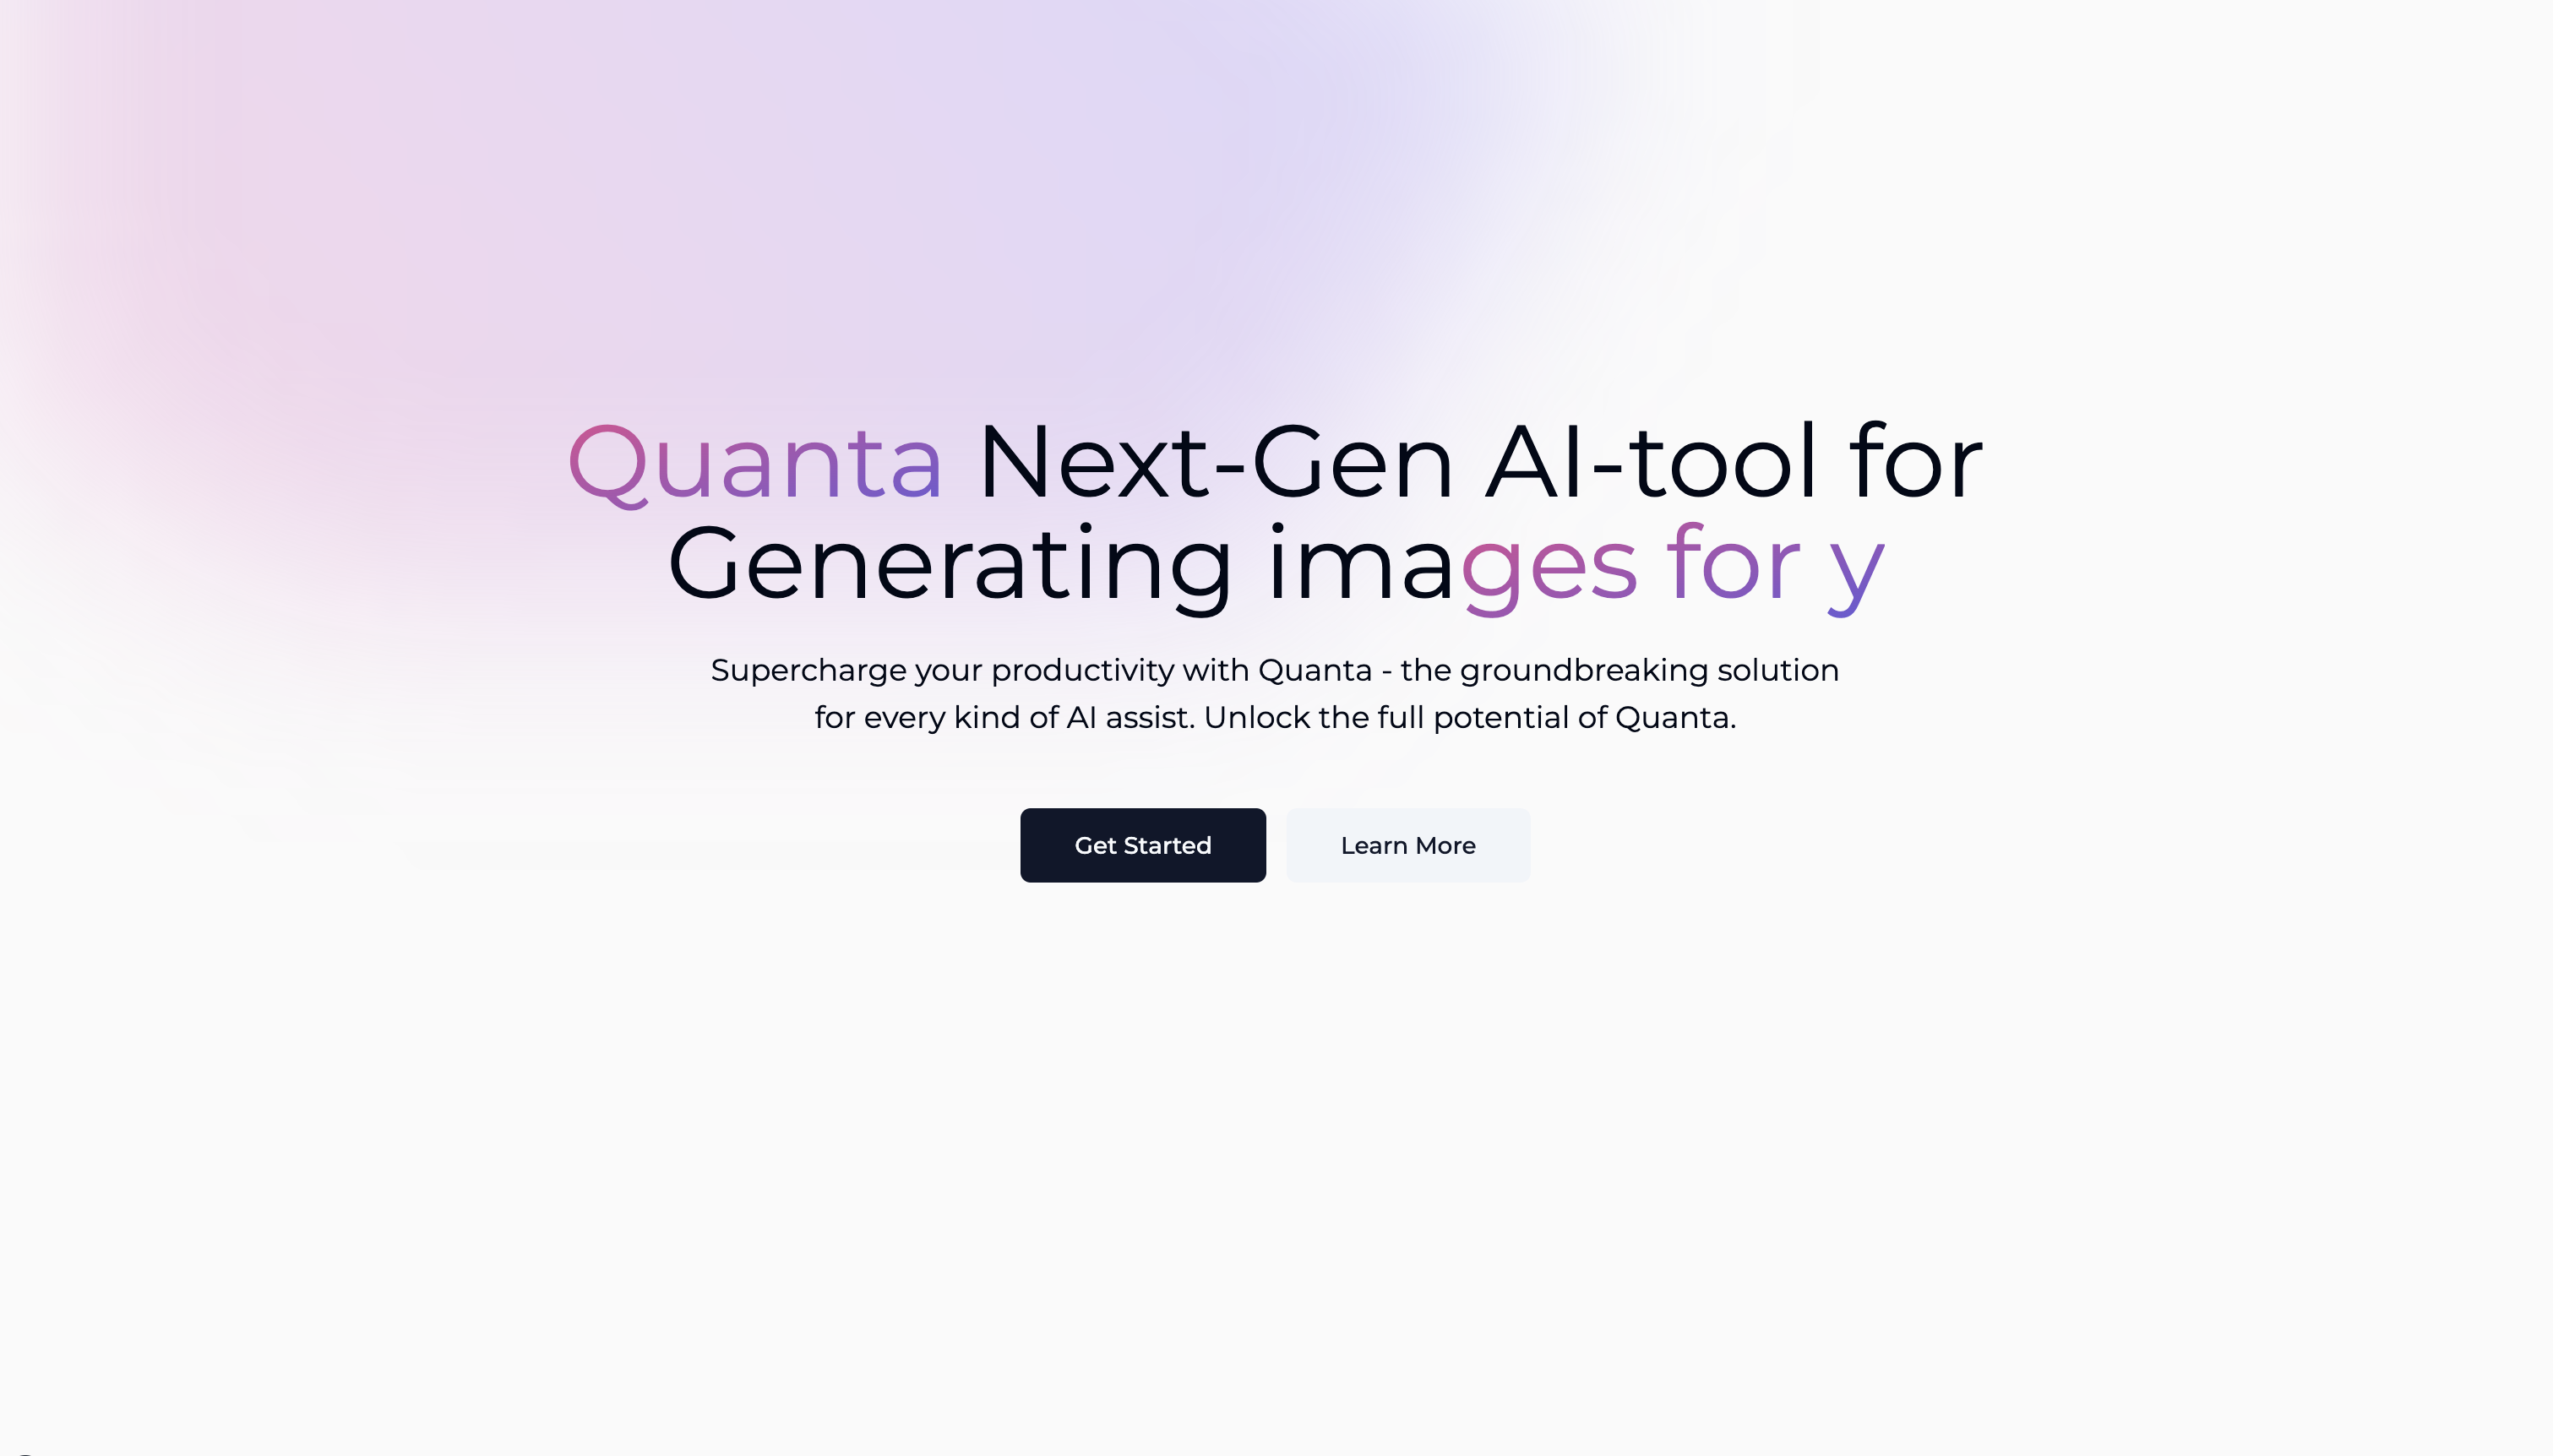 Quanta Next-Gen AI-tool for
Generating images for y
Supercharge your productivity with Quanta - the groundbreaking solution
for every kind of AI assist. Unlock the full potential of Quanta.
Get Started
Learn More